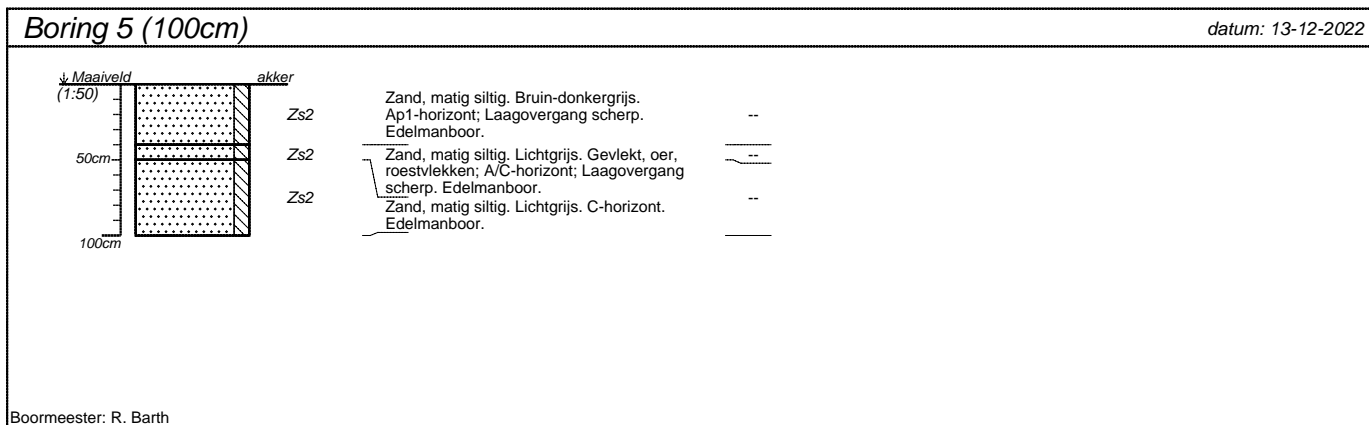 Boring 5 (100cm)
datum: 13-12-2022
Maaiveld
akker
(1:50)
Zs2
Zand, matig siltig. Bruin-donkergrijs.
Ap1-horizont; Laagovergang scherp.
Edelmanboor.
--
50cm
Zs2
Zand, matig siltig. Lichtgrijs. Gevlekt, oer,
roestvlekken; A/C-horizont; Laagovergang
scherp. Edelmanboor.
--
Zs2
Zand, matig siltig. Lichtgrijs. C-horizont.
Edelmanboor.
--
100cm
Boormeester: R. Barth